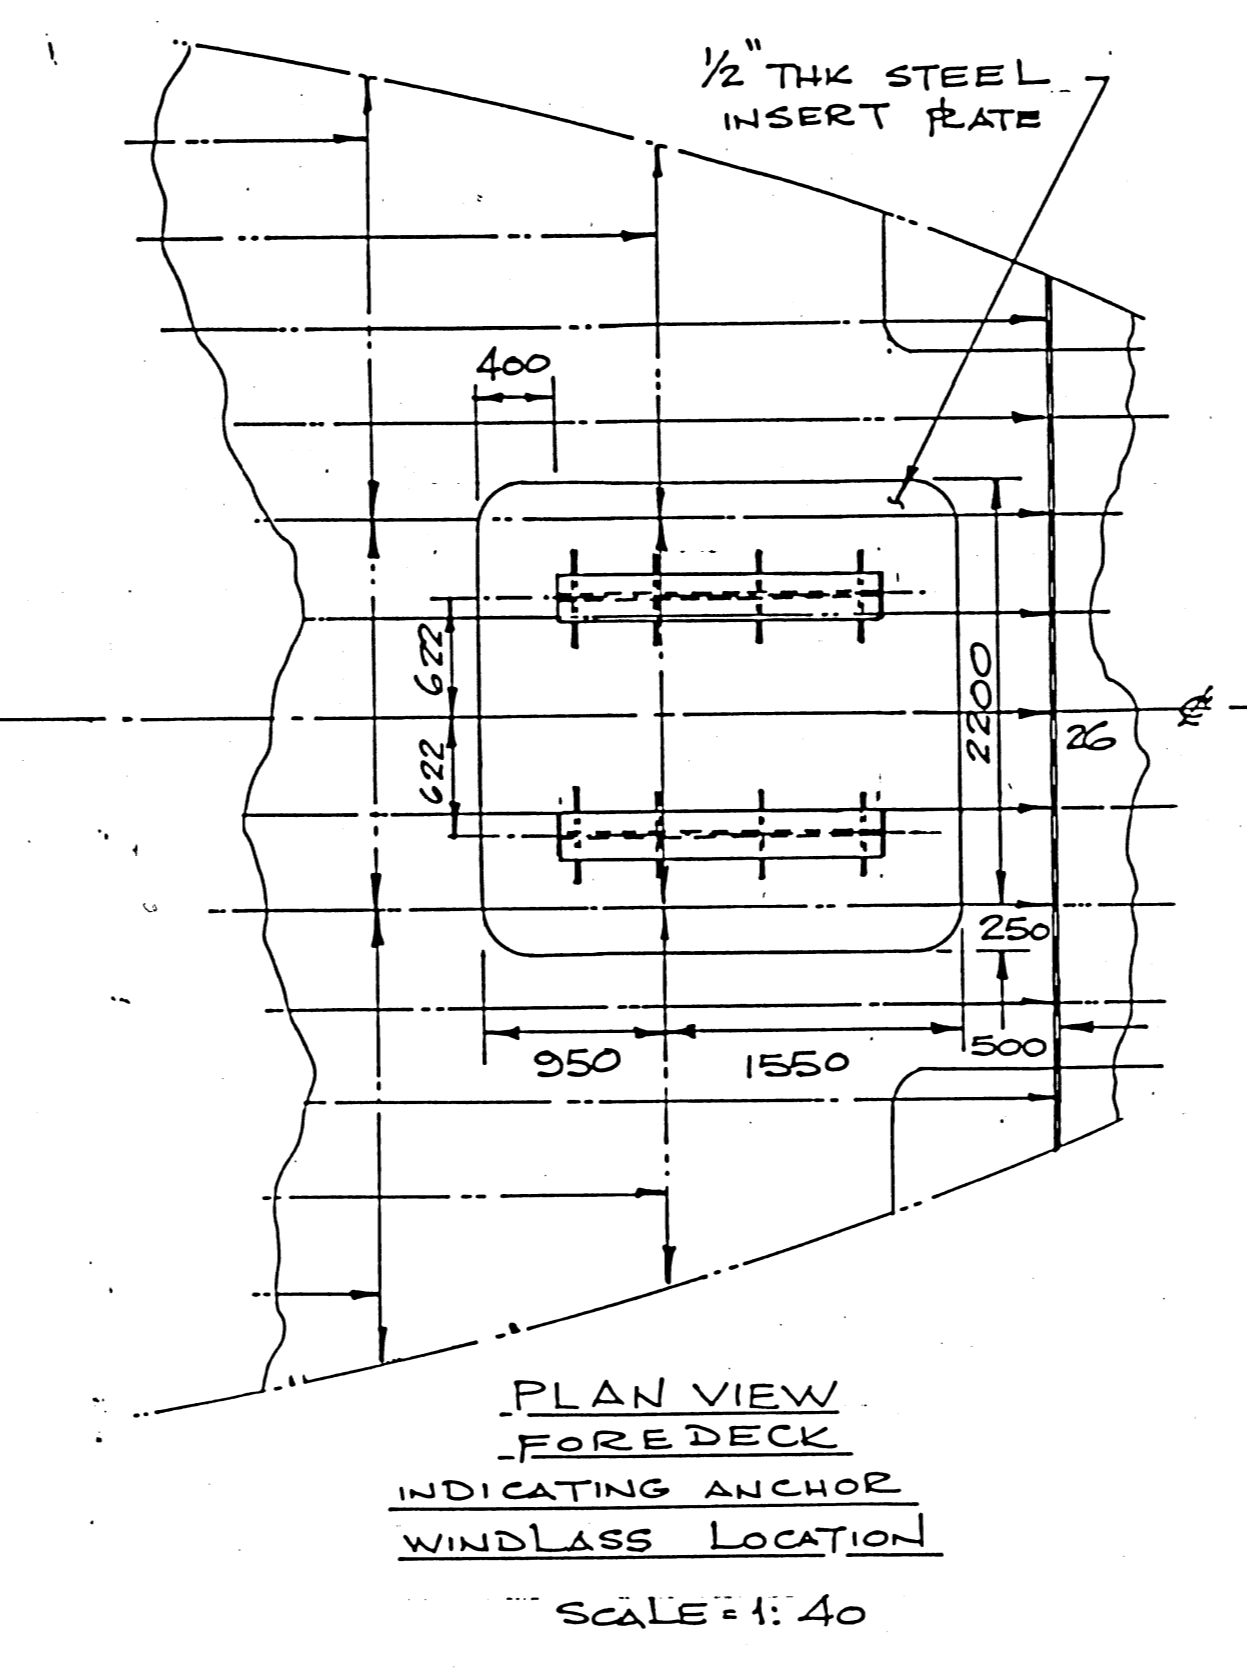 1/2" THK STEEL
INSERT PLATE
400
622
622
2200
26
250
500
950
1550
PLAN VIEW
FOREDECK
INDICATING ANCHOR
WINDLASS LOCATION
SCALE = 1:40